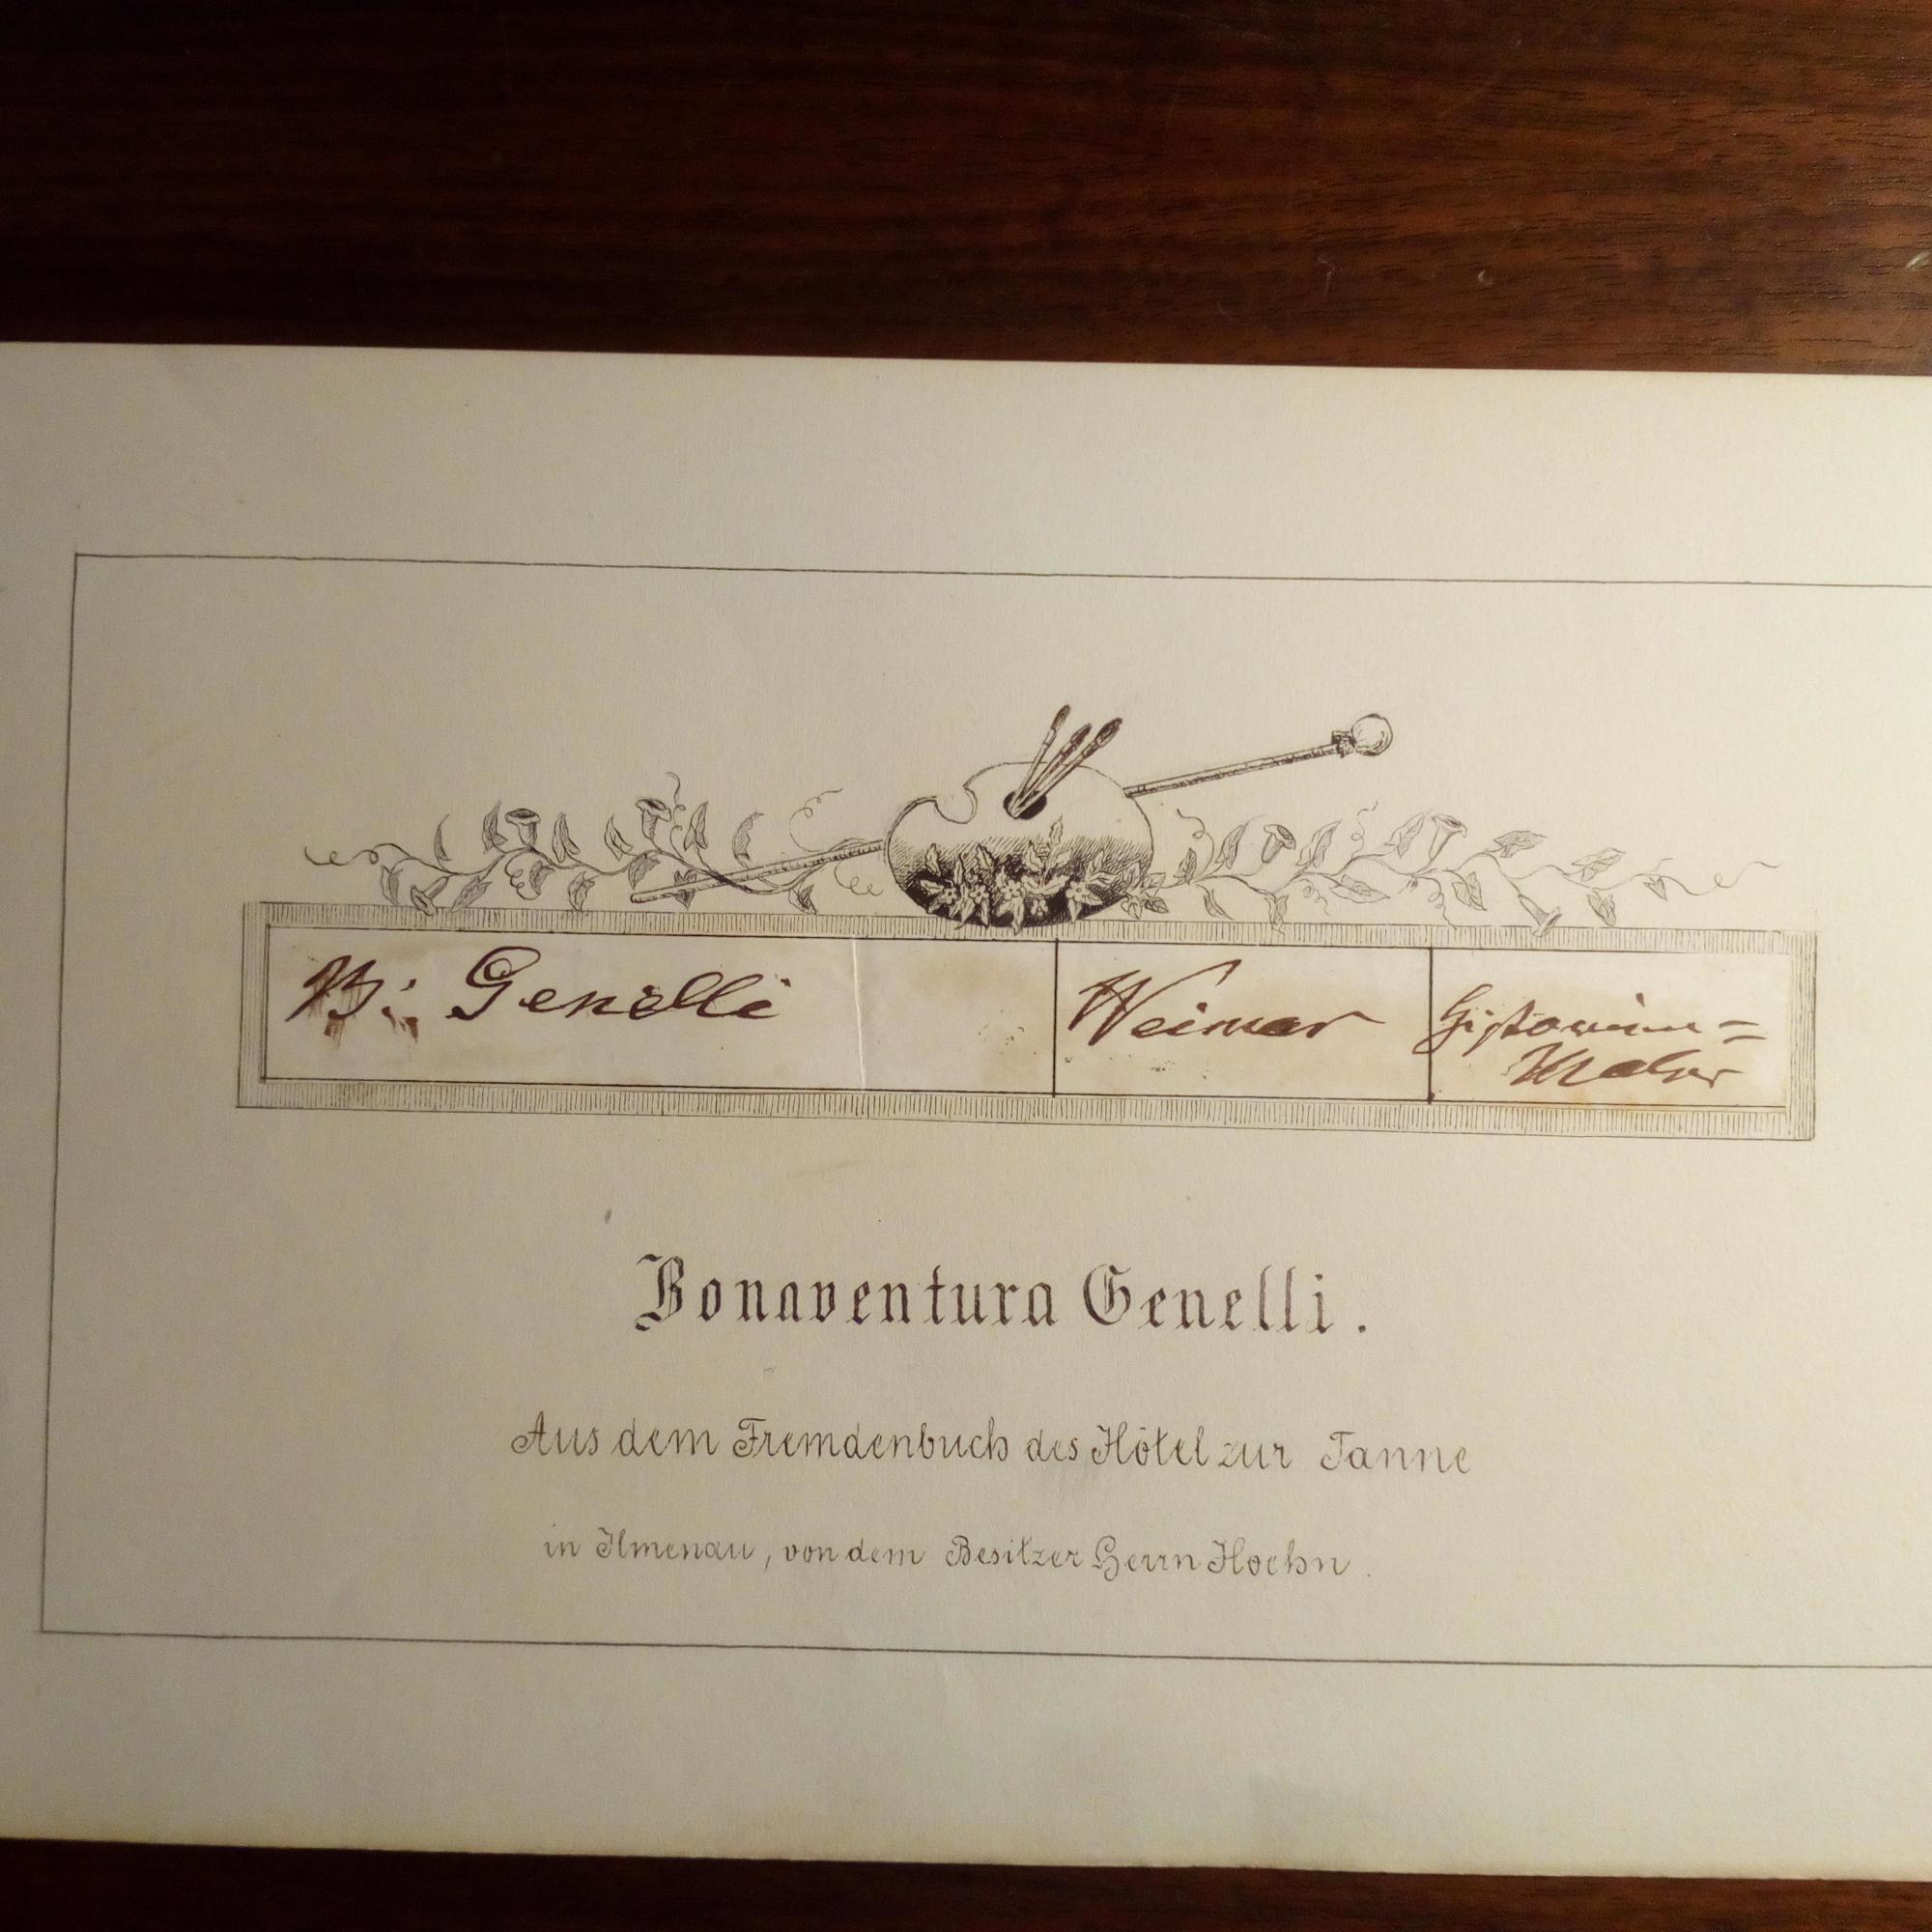 B: Genelli
Weimar
Historien=
Maler
Bonaventura Genelli.
Aus dem Fremdenbuch des Hôtel zur Tanne
in Ilmenau, von dem Besitzer Herrn Hoehn.